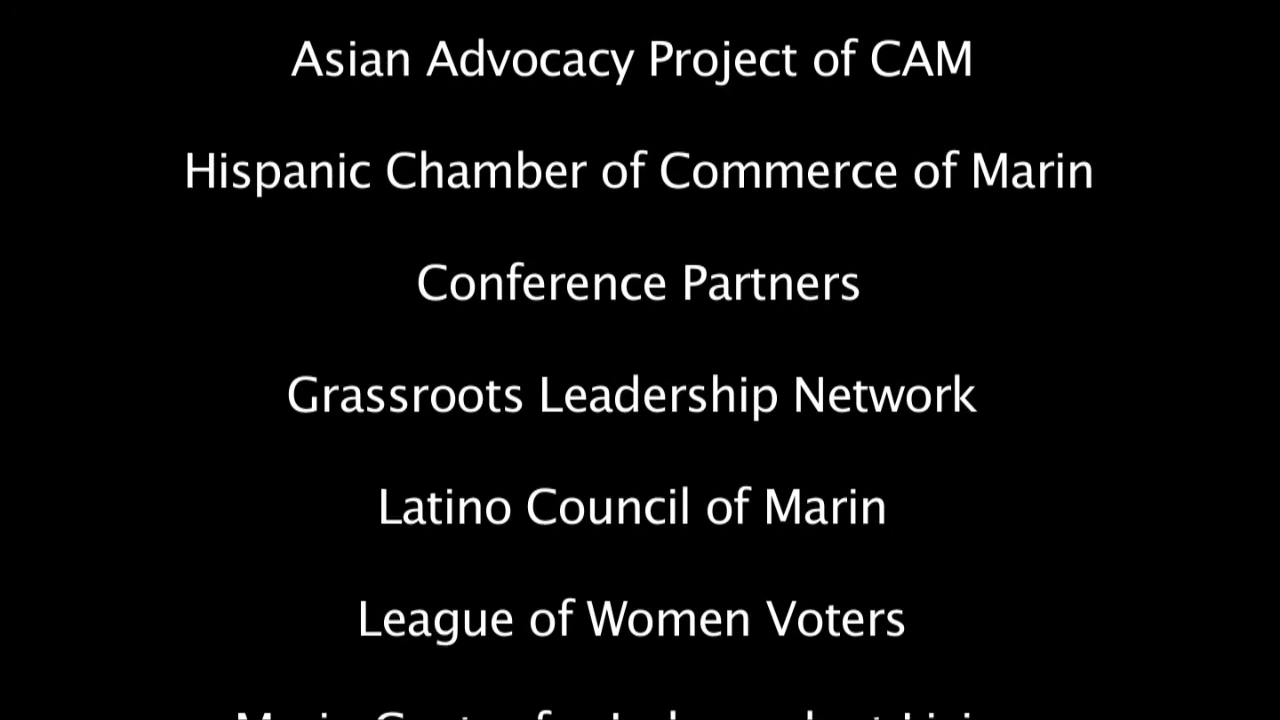 Asian Advocacy Project of CAM
Hispanic Chamber of Commerce of Marin
Conference Partners
Grassroots Leadership Network
Latino Council of Marin
League of Women Voters